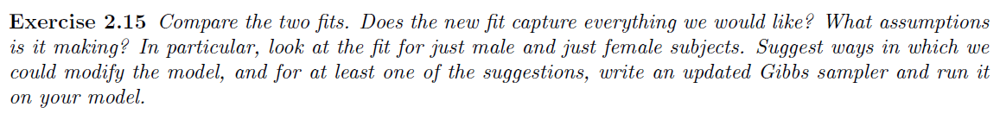 Exercise 2.15 Compare the two fits. Does the new fit capture everything we would like? What assumptions
is it making? In particular, look at the fit for just male and just female subjects. Suggest ways in which we
could modify the model, and for at least one of the suggestions, write an updated Gibbs sampler and run it
on your model.